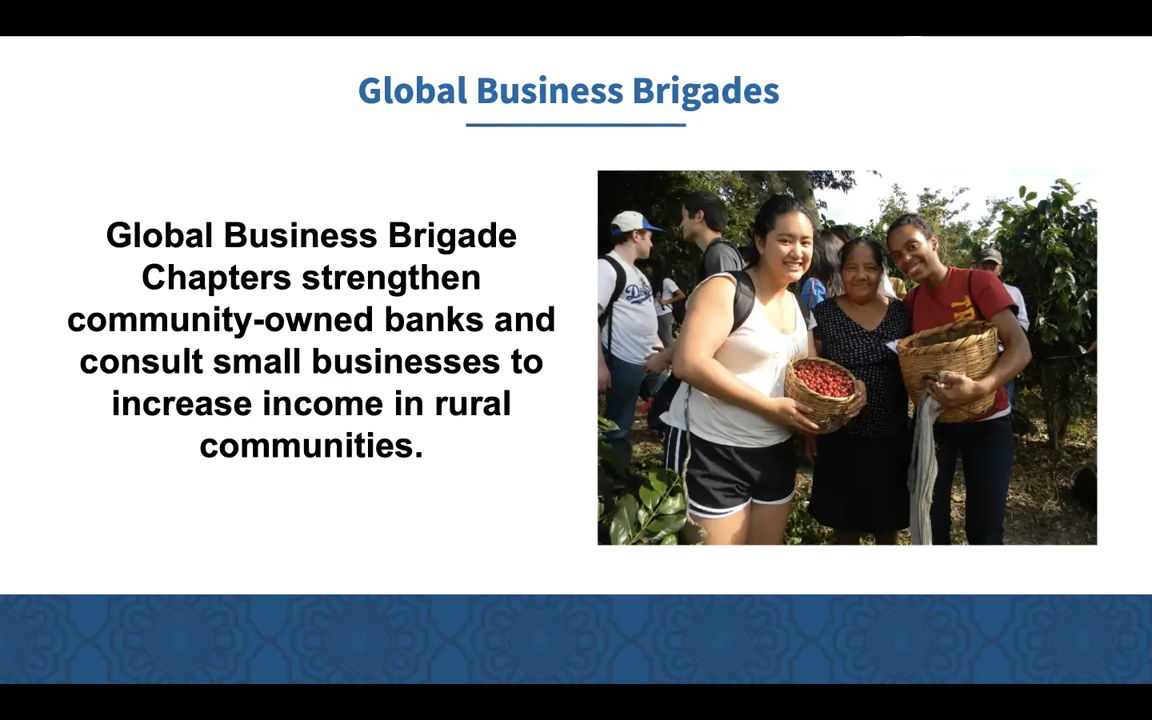 Global Business Brigades
Global Business Brigade
Chapters strengthen
community-owned banks and
consult small businesses to
increase income in rural
communities.